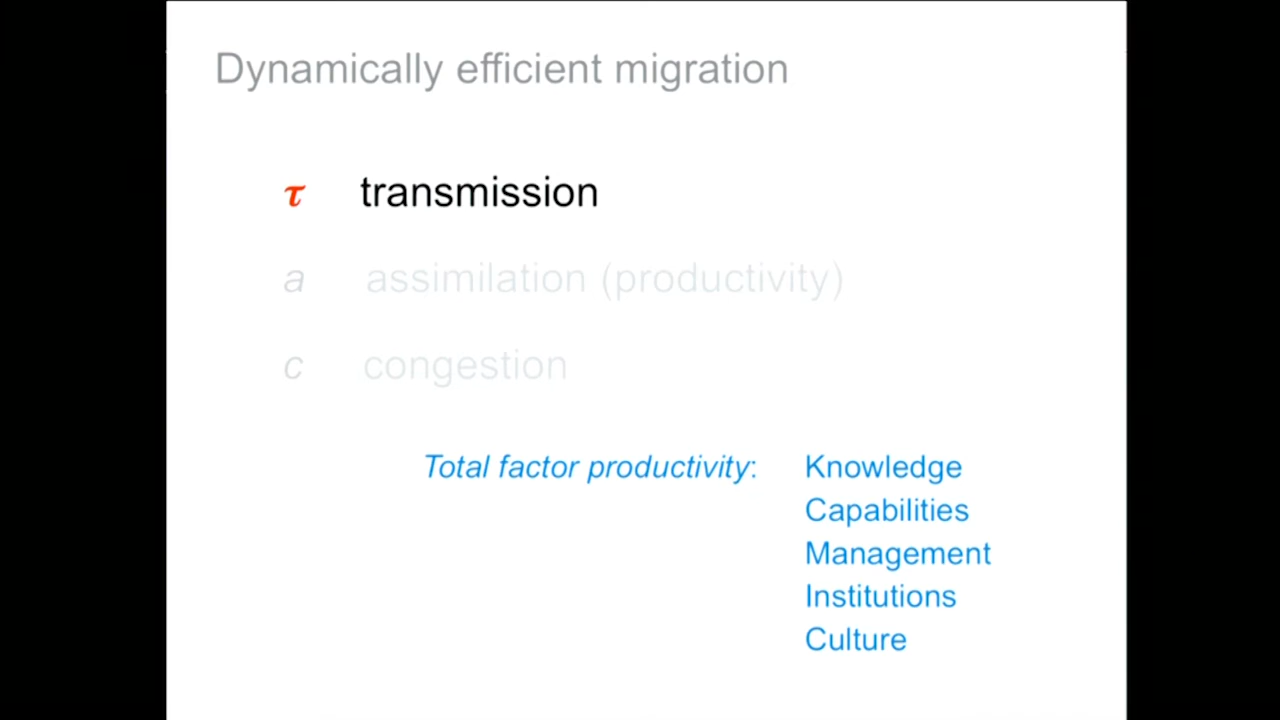 Dynamically efficient migration
τ transmission
a assimilation (productivity)
c congestion
Total factor productivity: Knowledge
Capabilities
Management
Institutions
Culture